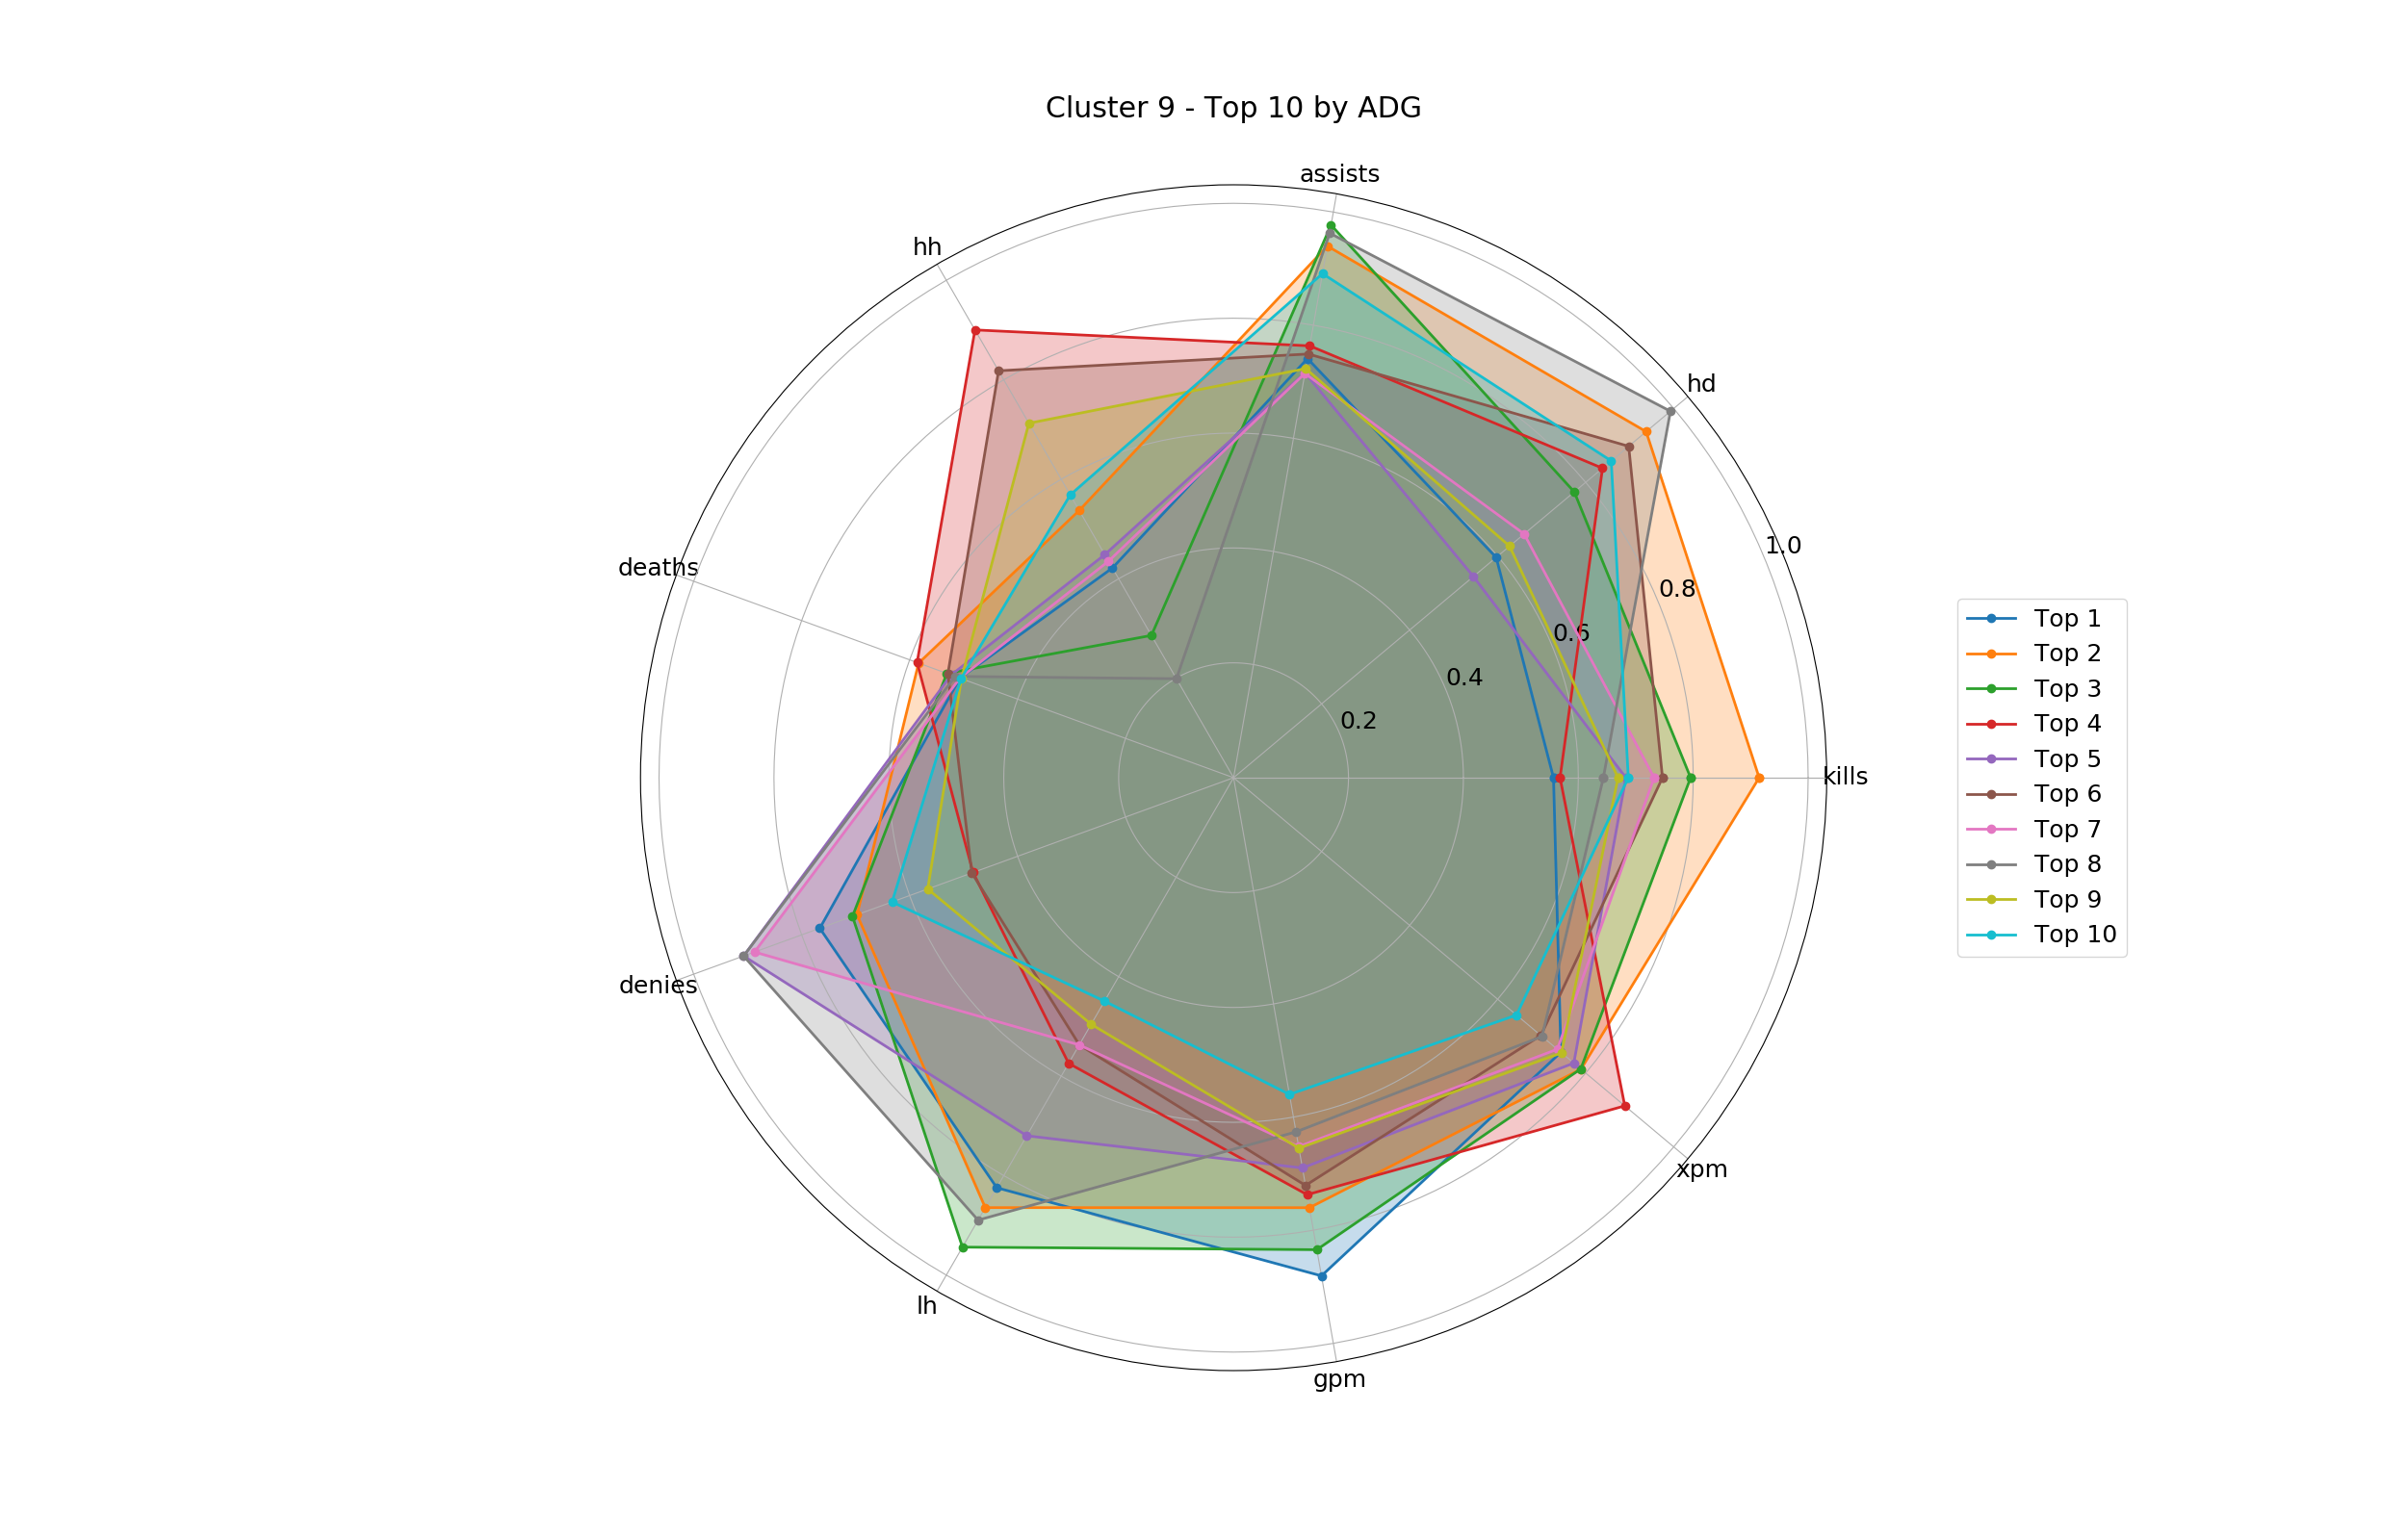 Cluster 9 - Top 10 by ADG
assists
hh
hd
deaths
1.0
0.8
0.6
0.4
0.2
kills
denies
xpm
lh
gpm
Top 1
Top 2
Top 3
Top 4
Top 5
Top 6
Top 7
Top 8
Top 9
Top 10